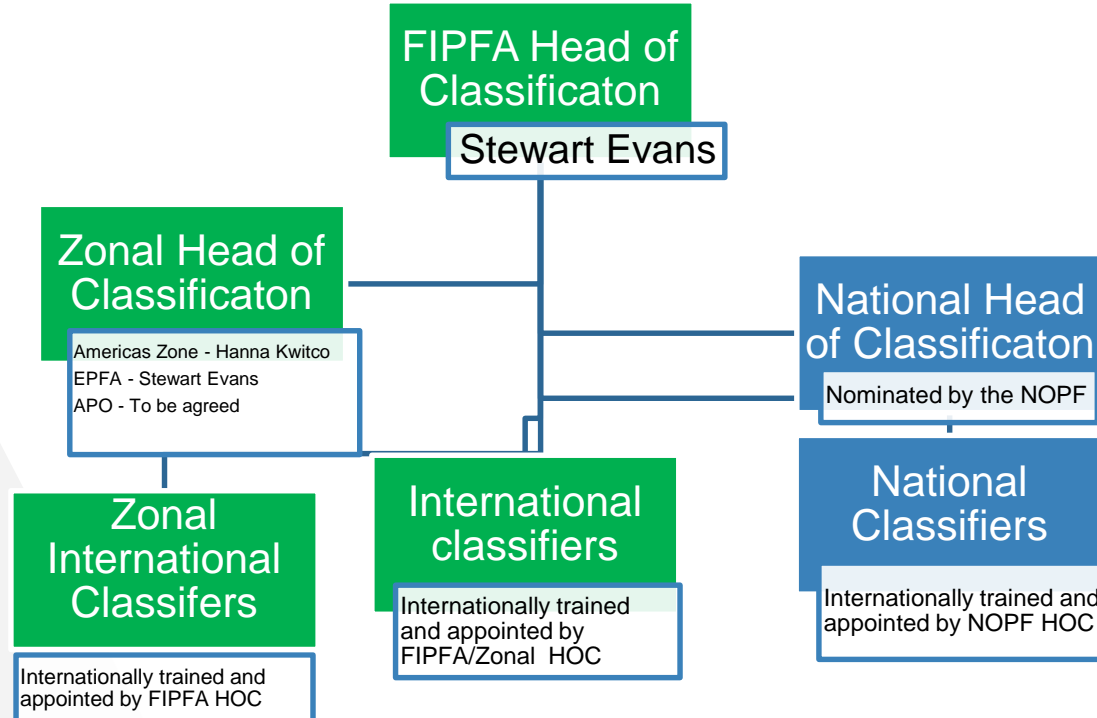 FIPFA Head of
Classificaton
Stewart Evans
Zonal Head of
Classificaton
Americas Zone - Hanna Kwitco
EPFA - Stewart Evans
APO - To be agreed
National Head
of Classificaton
Nominated by the NOPF
Zonal
International
Classifers
Internationally trained and
appointed by FIPFA HOC
International
classifiers
Internationally trained
and appointed by
FIPFA/Zonal HOC
National
Classifiers
Internationally trained and
appointed by NOPF HOC